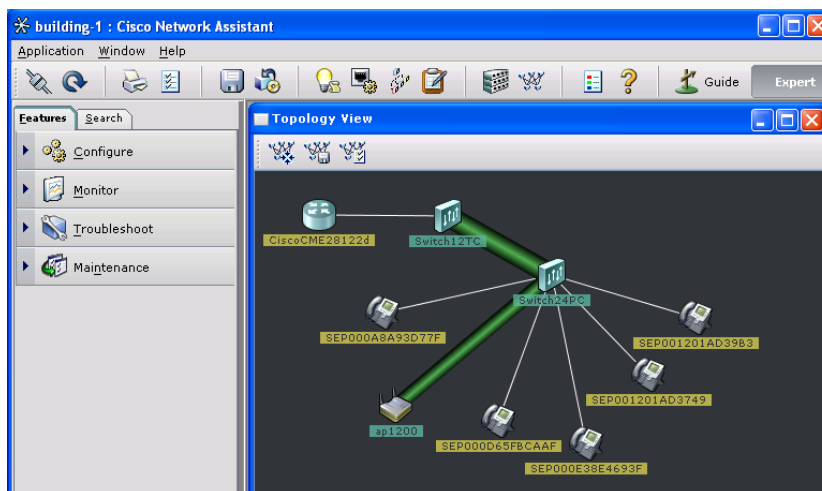 building-1 : Cisco Network Assistant
Application Window Help
Guide Expert
Features Search
Configure
Monitor
Troubleshoot
Maintenance
Topology View
CiscoCME28122d
Switch12TC
Switch24PC
SEP000A8A93D77F
SEP001201AD39B3
SEP001201AD3749
ap1200
SEP000D65FBCAAF
SEP000E38E4693F